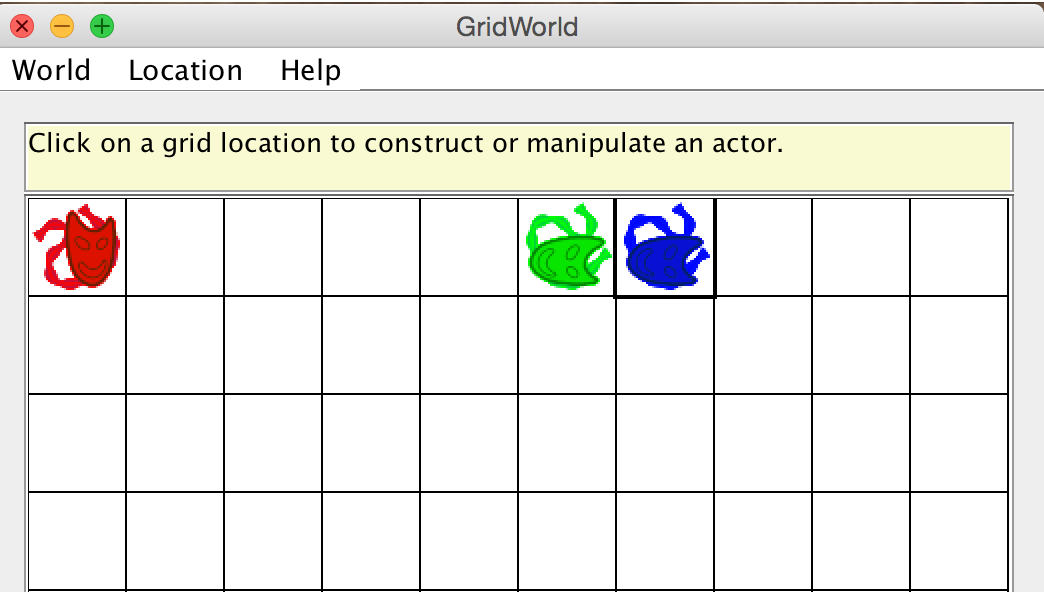 GridWorld
World Location Help
Click on a grid location to construct or manipulate an actor.